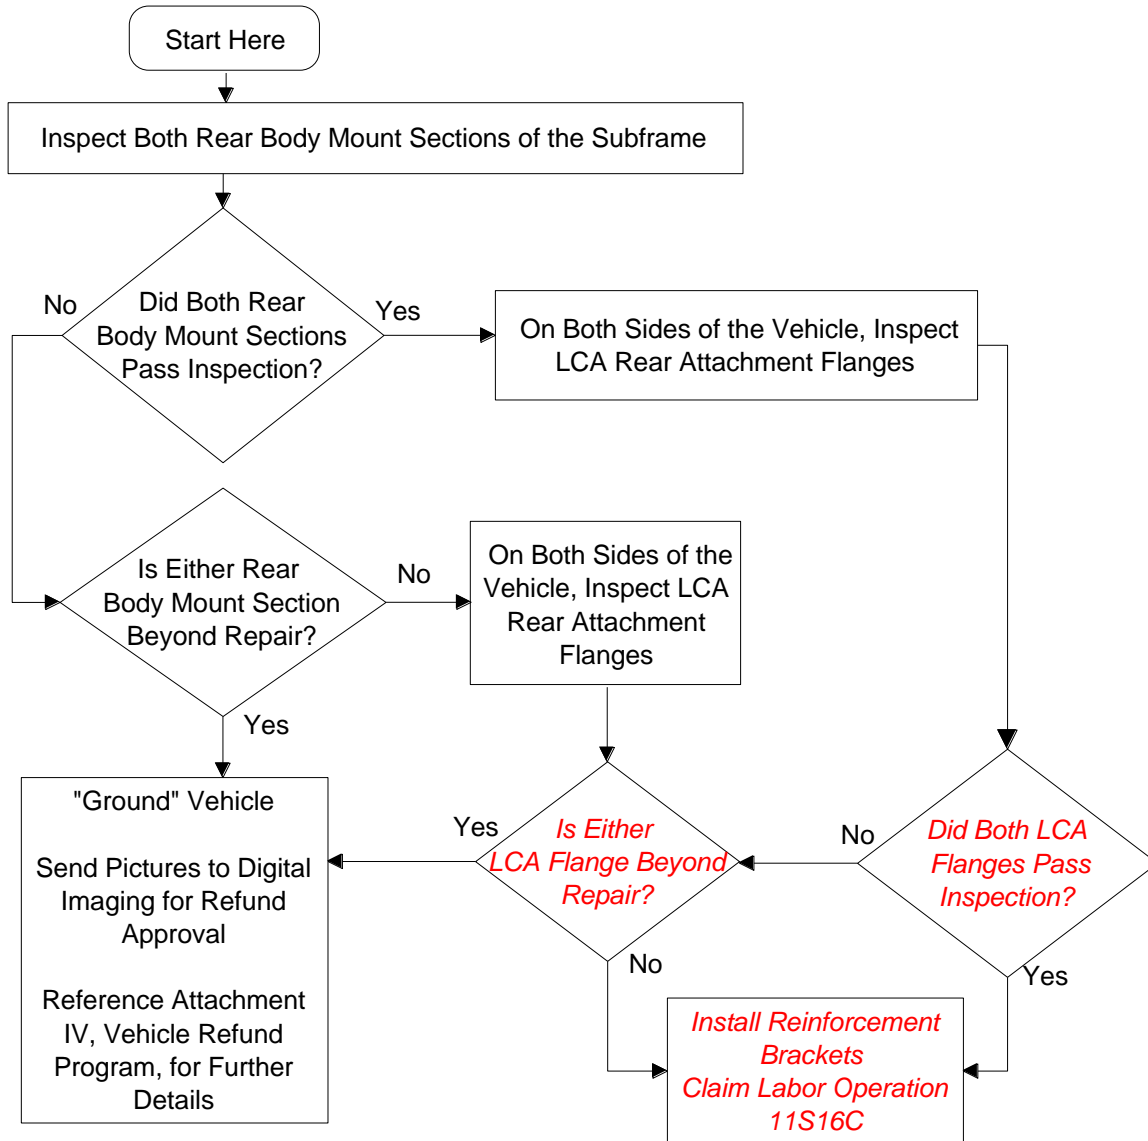 Start Here
Inspect Both Rear Body Mount Sections of the Subframe
No
Did Both Rear
Body Mount Sections
Pass Inspection?
Yes
On Both Sides of the Vehicle, Inspect
LCA Rear Attachment Flanges
Is Either Rear
Body Mount Section
Beyond Repair?
No
On Both Sides of the
Vehicle, Inspect LCA
Rear Attachment
Flanges
Yes
"Ground" Vehicle
Send Pictures to Digital
Imaging for Refund
Approval
Reference Attachment
IV, Vehicle Refund
Program, for Further
Details
Yes
Is Either
LCA Flange Beyond
Repair?
No
Did Both LCA
Flanges Pass
Inspection?
No
Yes
Install Reinforcement
Brackets
Claim Labor Operation
11S16C